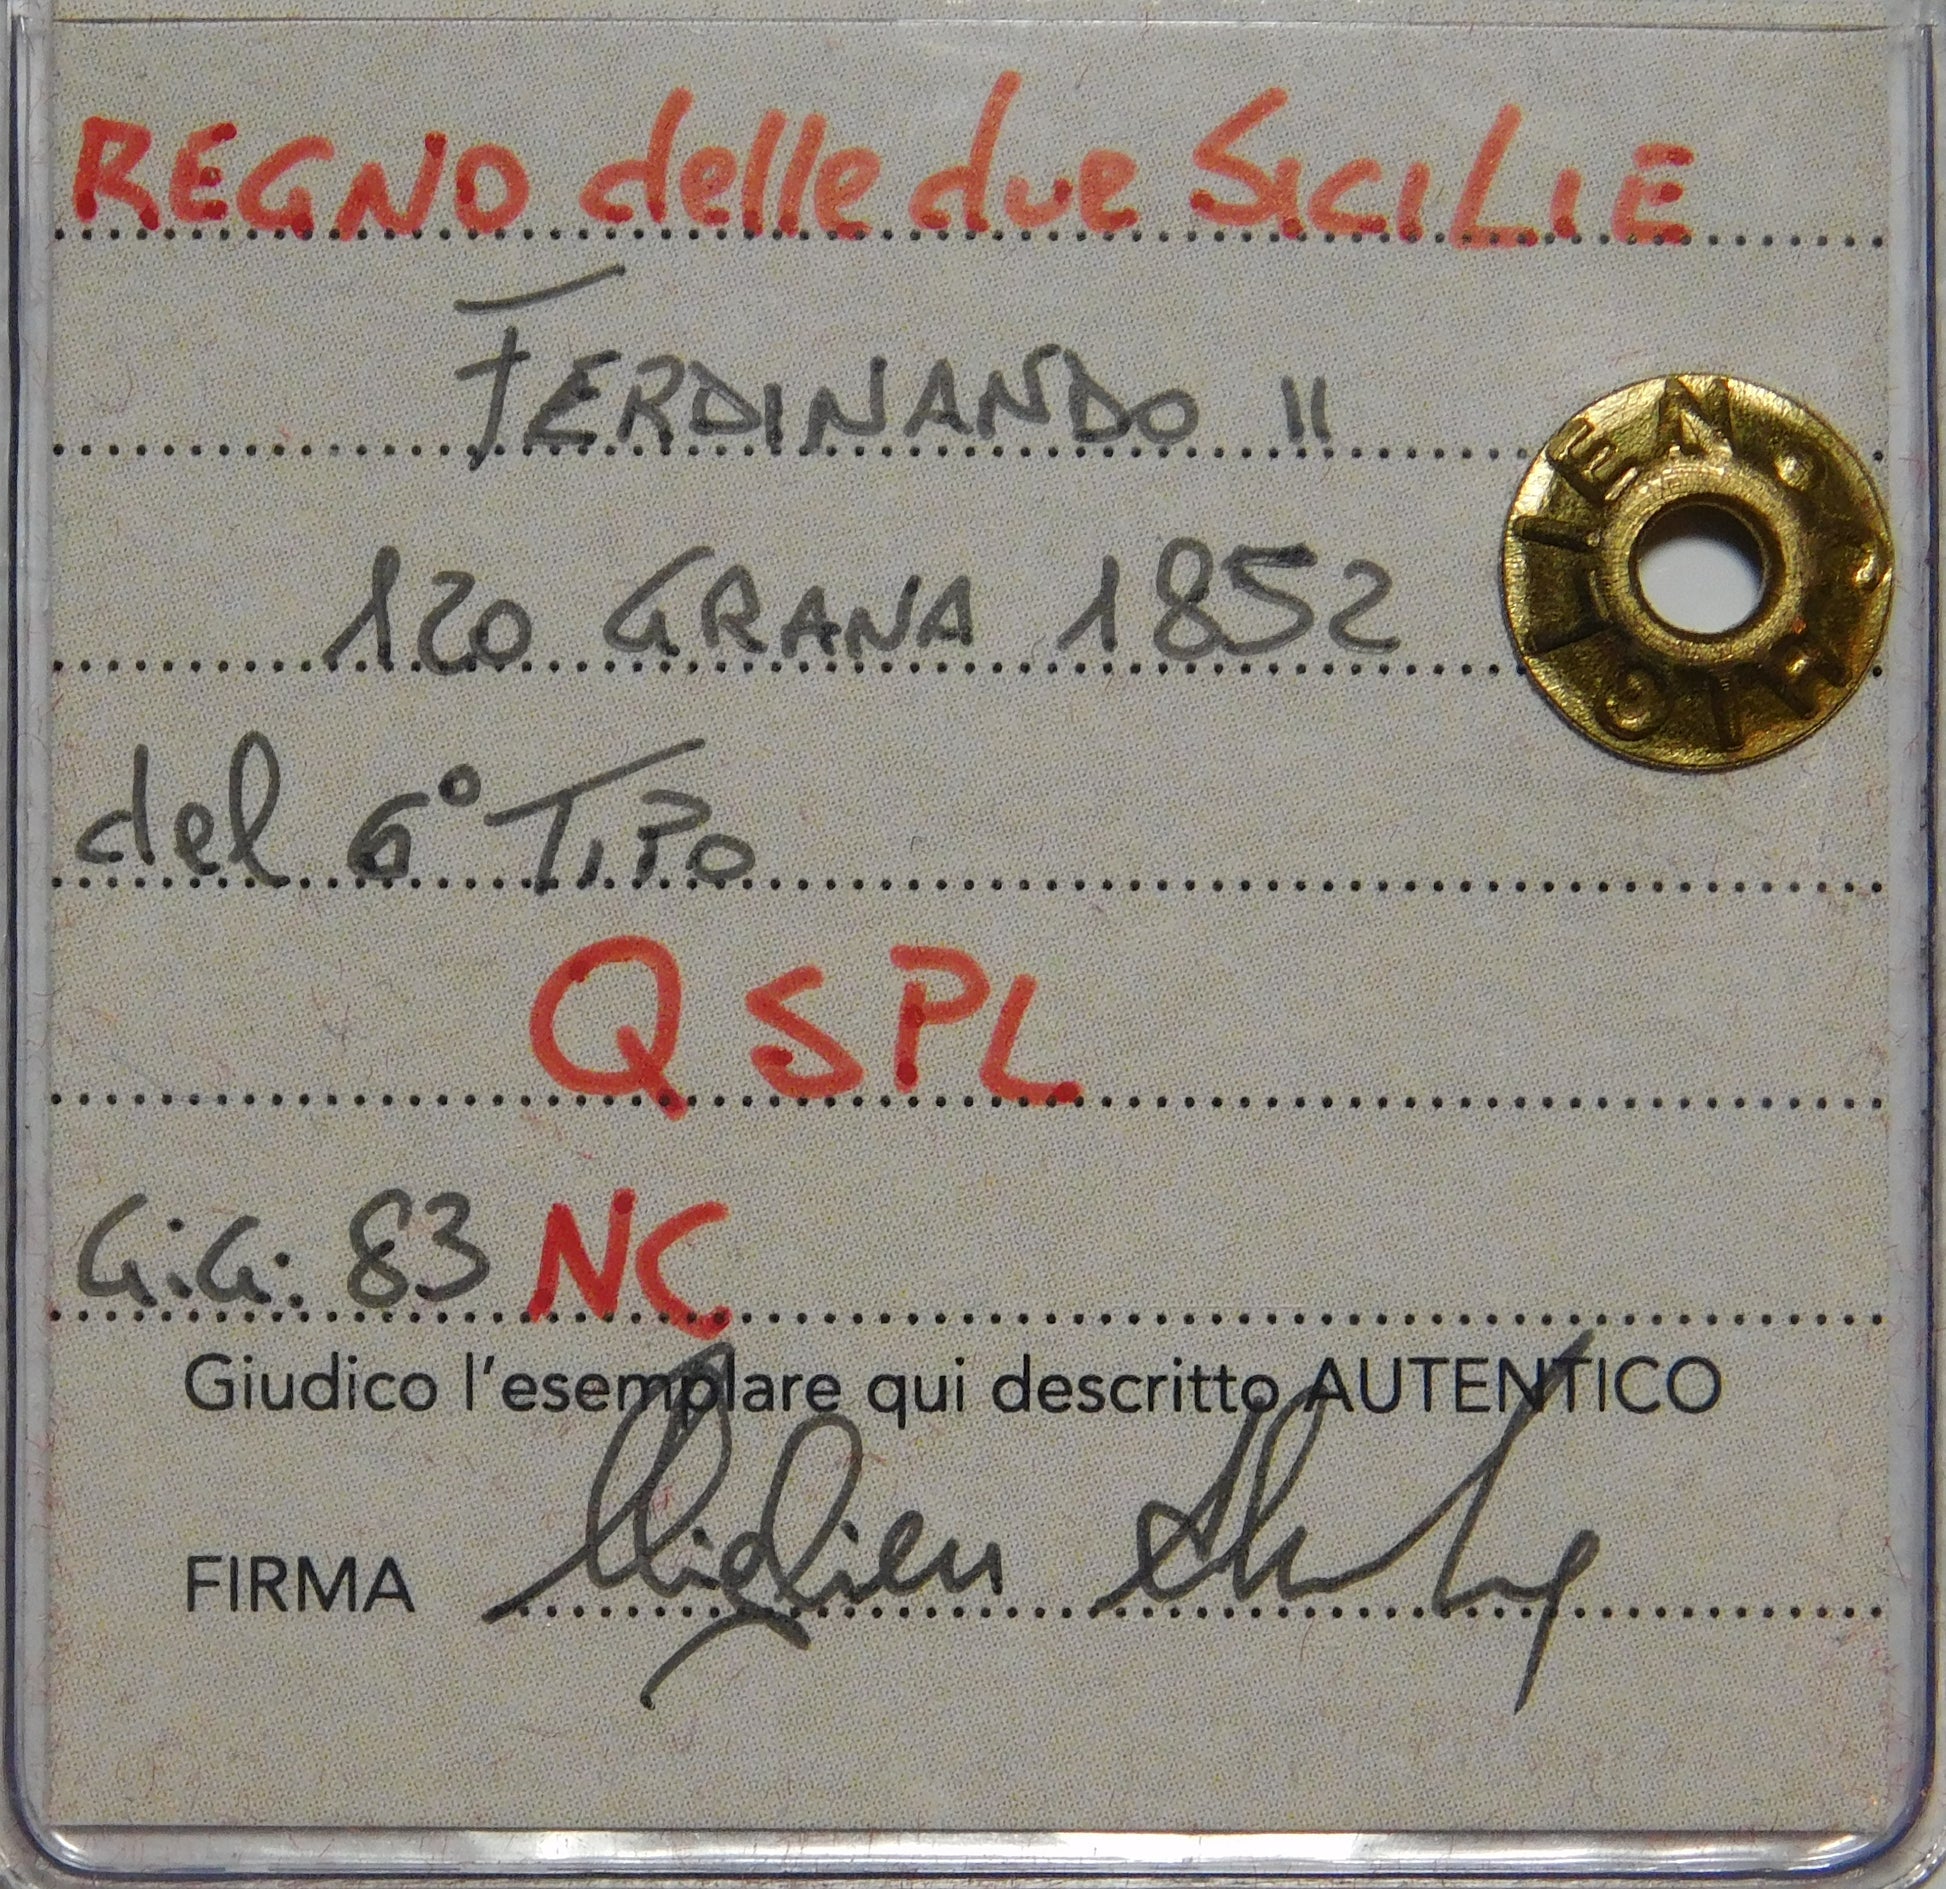 REGNO delle due SICILIE
FERDINANDO II
120 GRANA 1852
del 6° TIPO
Q SPL
G.G. 83 NC
Giudico l'esemplare qui descritto AUTENTICO
FIRMA